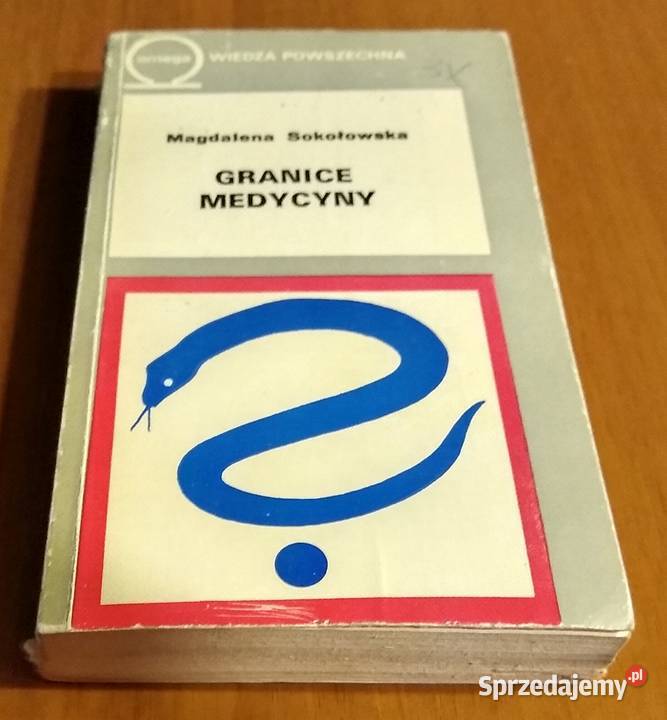 omega WIEDZA POWSZECHNA
Magdalena Sokołowska
GRANICE
MEDYCYNY
Sprzedajemy.pl